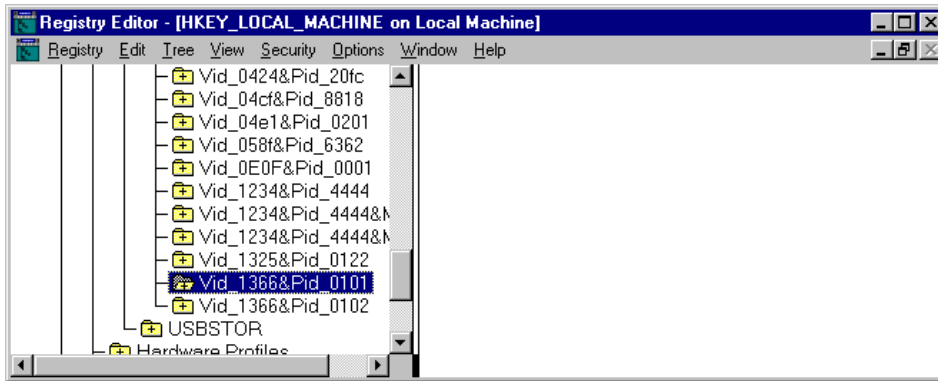 Registry Editor - [HKEY_LOCAL_MACHINE on Local Machine]
Registry Edit Tree View Security Options Window Help
Vid_0424&Pid_20fc
Vid_04cf&Pid_8818
Vid_04e1&Pid_0201
Vid_058f&Pid_6362
Vid_0E0F&Pid_0001
Vid_1234&Pid_4444
Vid_1234&Pid_4444&M
Vid_1234&Pid_4444&M
Vid_1325&Pid_0122
Vid_1366&Pid_0101
Vid_1366&Pid_0102
USBSTOR
Hardware Profiles